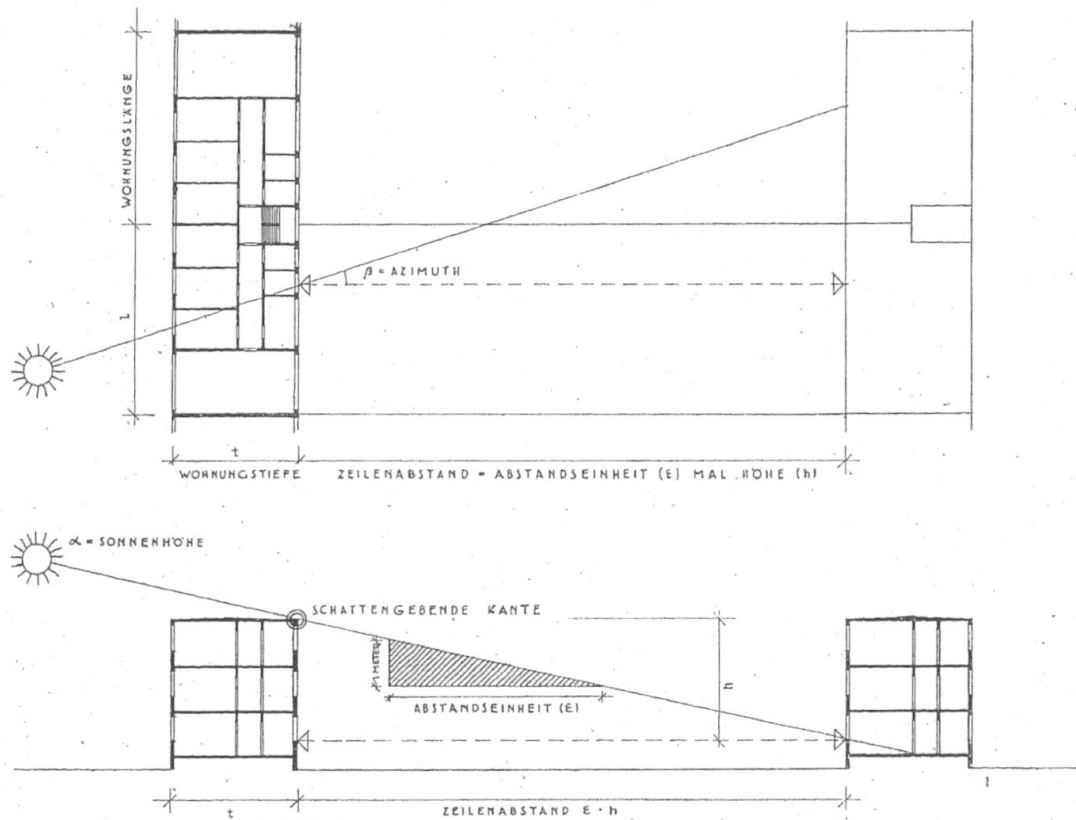 WOHNUNGSLÄNGE
l
β = AZIMUTH
t
WOHNUNGSTIEFE
ZEILENABSTAND = ABSTANDSEINHEIT (ε) MAL HÖHE (h)
α = SONNENHÖHE
SCHATTENGEBENDE KANTE
1 METER
h
ABSTANDSEINHEIT (ε)
t
ZEILENABSTAND ε · h